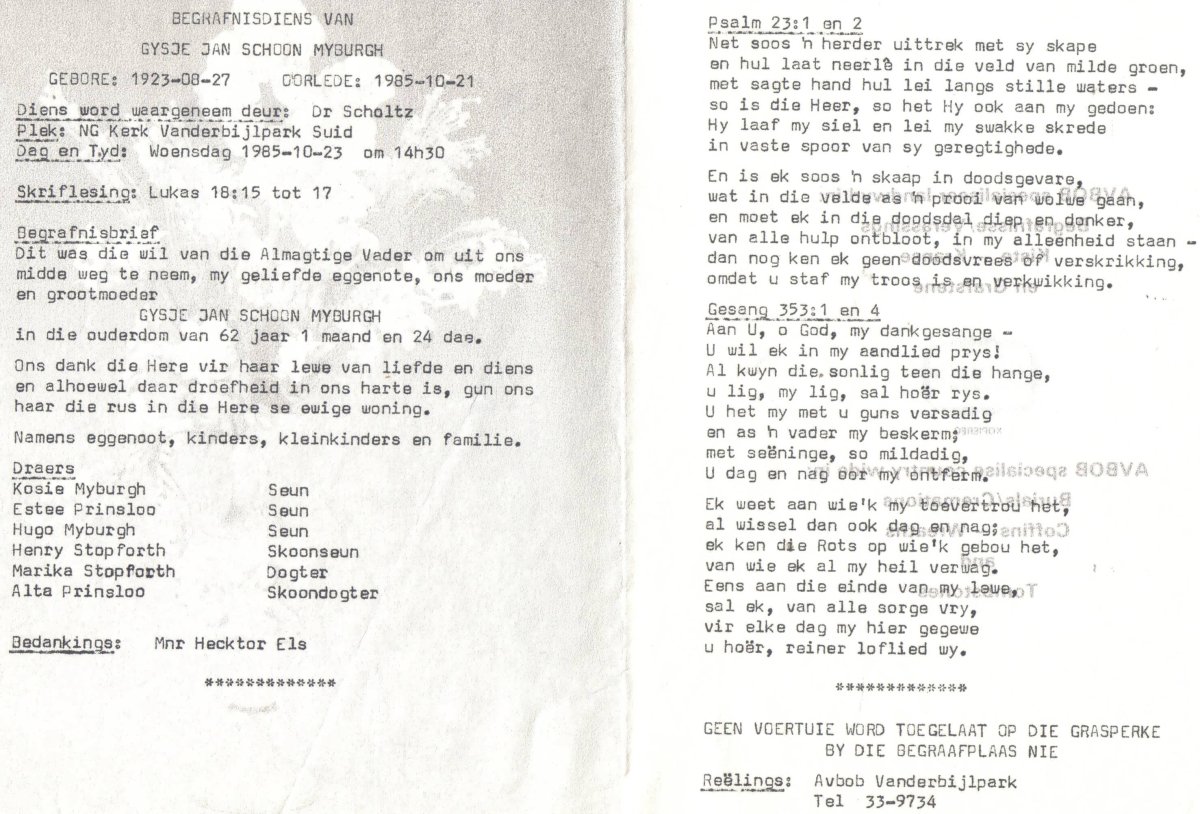 BEGRAFNISDIENS VAN
GYSJE JAN SCHOON MYBURGH
GEBORE: 1923-08-27 OORLEDE: 1985-10-21
Diens word waargeneem deur: Dr Scholtz
Plek: NG Kerk Vanderbijlpark Suid
Dag en Tyd: Woensdag 1985-10-23 om 14h30
Skriflesing: Lukas 18:15 tot 17
Begrafnisbrief
Dit was die wil van die Almagtige Vader om uit ons
midde weg te neem, my geliefde eggenote, ons moeder
en grootmoeder
GYSJE JAN SCHOON MYBURGH
in die ouderdom van 62 jaar 1 maand en 24 dae.
Ons dank die Here vir haar lewe van liefde en diens
en alhoewel daar droefheid in ons harte is, gun ons
haar die rus in die Here se ewige woning.
Namens eggenoot, kinders, kleinkinders en familie.
Draers
Kosie Myburgh Seun
Estee Prinsloo Seun
Hugo Myburgh Seun
Henry Stopforth Skoonseun
Marika Stopforth Dogter
Alta Prinsloo Skoondogter
Bedankings: Mnr Hecktor Els
*************
Psalm 23:1 en 2
Net soos 'n herder uittrek met sy skape
en hul laat neerlê in die veld van milde groen,
met sagte hand hul lei langs stille waters -
so is die Heer, so het Hy ook aan my gedoen:
Hy laaf my siel en lei my swakke skrede
in vaste spoor van sy geregtighede.
En is ek soos 'n skaap in doodsgevare,
wat in die velde as 'n prooi van wolwe gaan,
en moet ek in die doodsdal diep en donker,
van alle hulp ontbloot, in my alleenheid staan -
dan nog ken ek geen doodsvrees of verskrikking,
omdat u staf my troos is en verkwikking.
Gesang 353:1 en 4
Aan U, o God, my dankgesange -
U wil ek in my aandlied prys!
Al kwyn die sonlig teen die hange,
u lig, my lig, sal hoër rys.
U het my met u guns versadig
en as 'n vader my beskerm;
met seëninge, so mildadig,
U dag en nag oor my ontferm.
Ek weet aan wie'k my toevertrou het,
al wissel dan ook dag en nag;
ek ken die Rots op wie'k gebou het,
van wie ek al my heil verwag.
Eens aan die einde van my lewe,
sal ek, van alle sorge vry,
vir elke dag my hier gegewe
u hoër, reiner loflied wy.
*************
GEEN VOERTUIE WORD TOEGELAAT OP DIE GRASPERKE
BY DIE BEGRAAFPLAAS NIE
Reëlings: Avbob Vanderbijlpark
Tel 33-9734